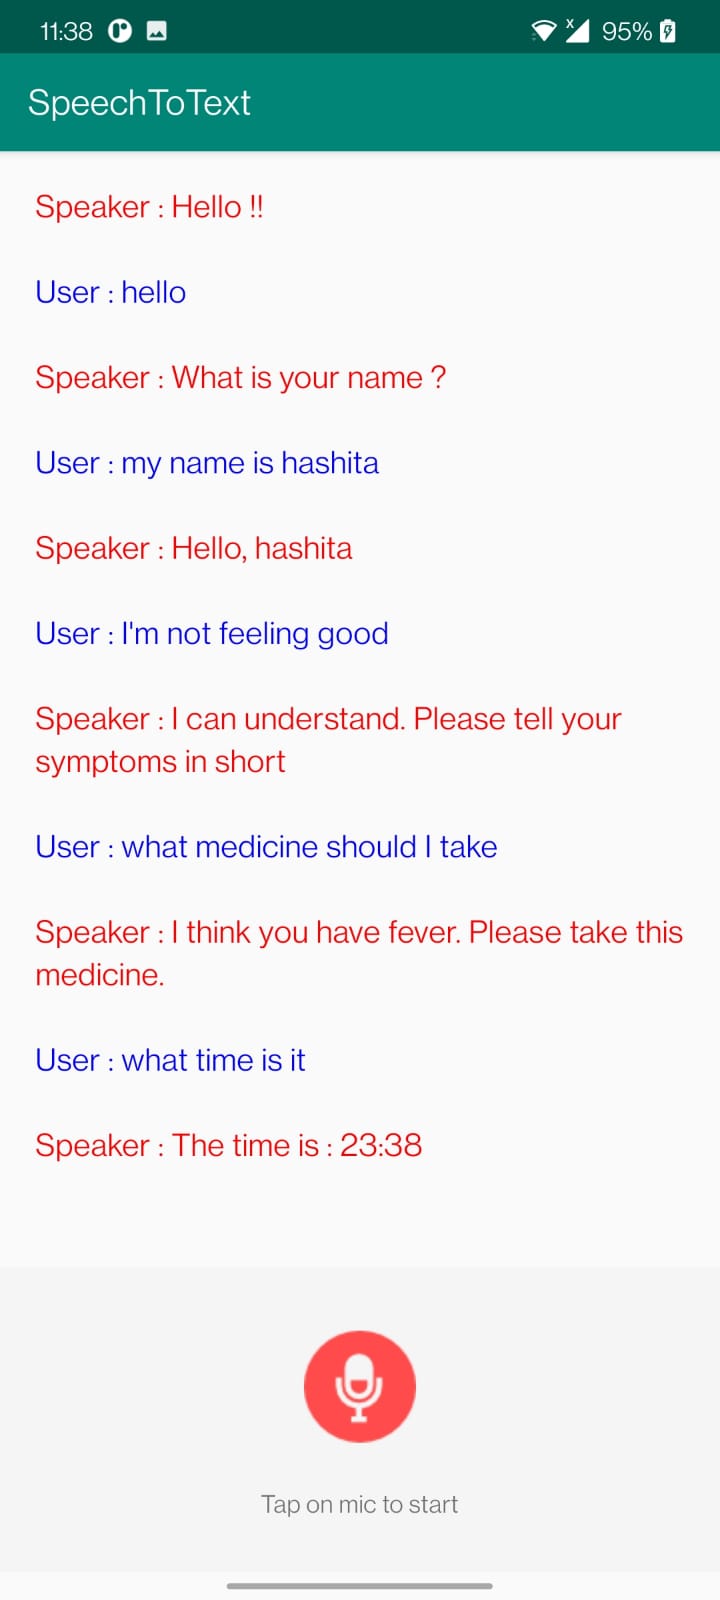 11:38 95%
SpeechToText
Speaker : Hello !!
User : hello
Speaker : What is your name ?
User : my name is hashita
Speaker : Hello, hashita
User : I'm not feeling good
Speaker : I can understand. Please tell your
symptoms in short
User : what medicine should I take
Speaker : I think you have fever. Please take this
medicine.
User : what time is it
Speaker : The time is : 23:38
Tap on mic to start